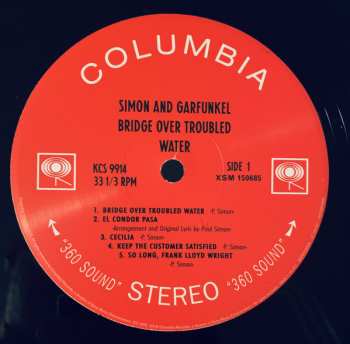 COLUMBIA
SIMON AND GARFUNKEL
BRIDGE OVER TROUBLED
WATER
KCS 9914
33 1/3 RPM
SIDE 1
XSM 150685
1. BRIDGE OVER TROUBLED WATER -P. Simon-
2. EL CONDOR PASA
-Arrangement and Original Lyric by Paul Simon-
3. CECILIA -P. Simon-
4. KEEP THE CUSTOMER SATISFIED -P. Simon-
5. SO LONG, FRANK LLOYD WRIGHT
-P. Simon-
"360 SOUND" STEREO "360 SOUND"